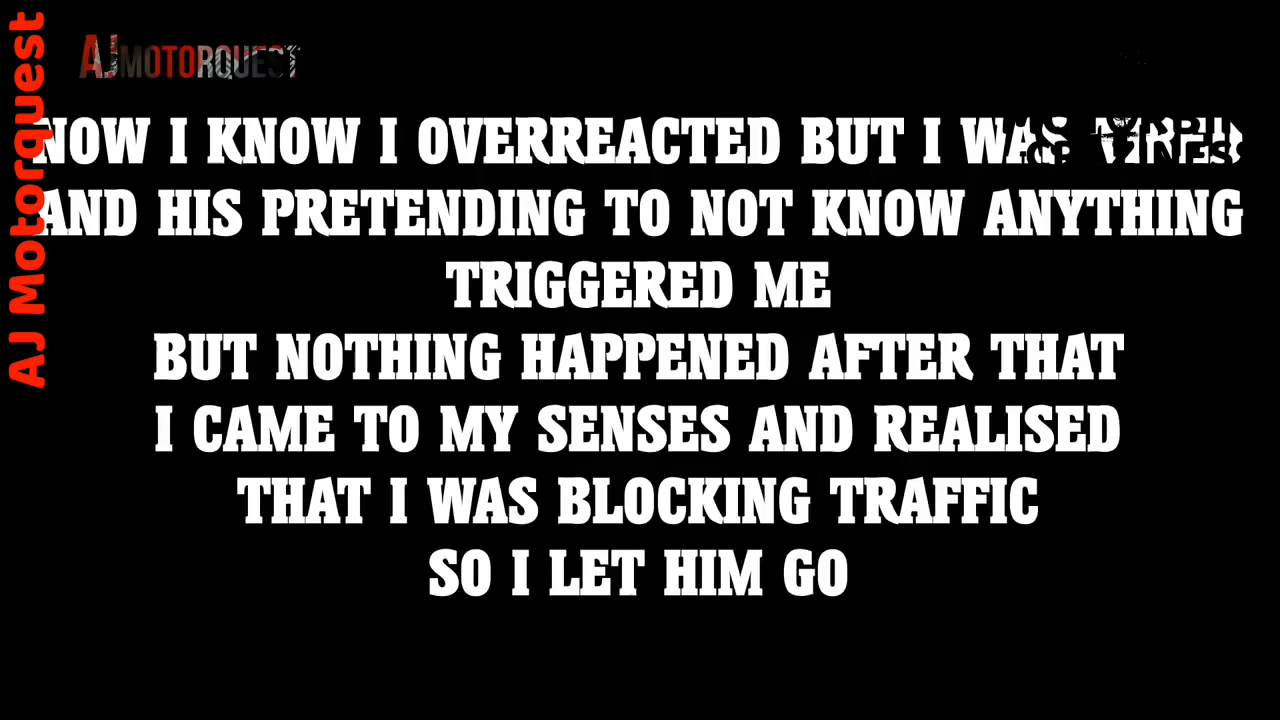 AJ Motorquest
AJMOTORQUEST
NOW I KNOW I OVERREACTED BUT I WAS
AND HIS PRETENDING TO NOT KNOW ANYTHING
TRIGGERED ME
BUT NOTHING HAPPENED AFTER THAT
I CAME TO MY SENSES AND REALISED
THAT I WAS BLOCKING TRAFFIC
SO I LET HIM GO